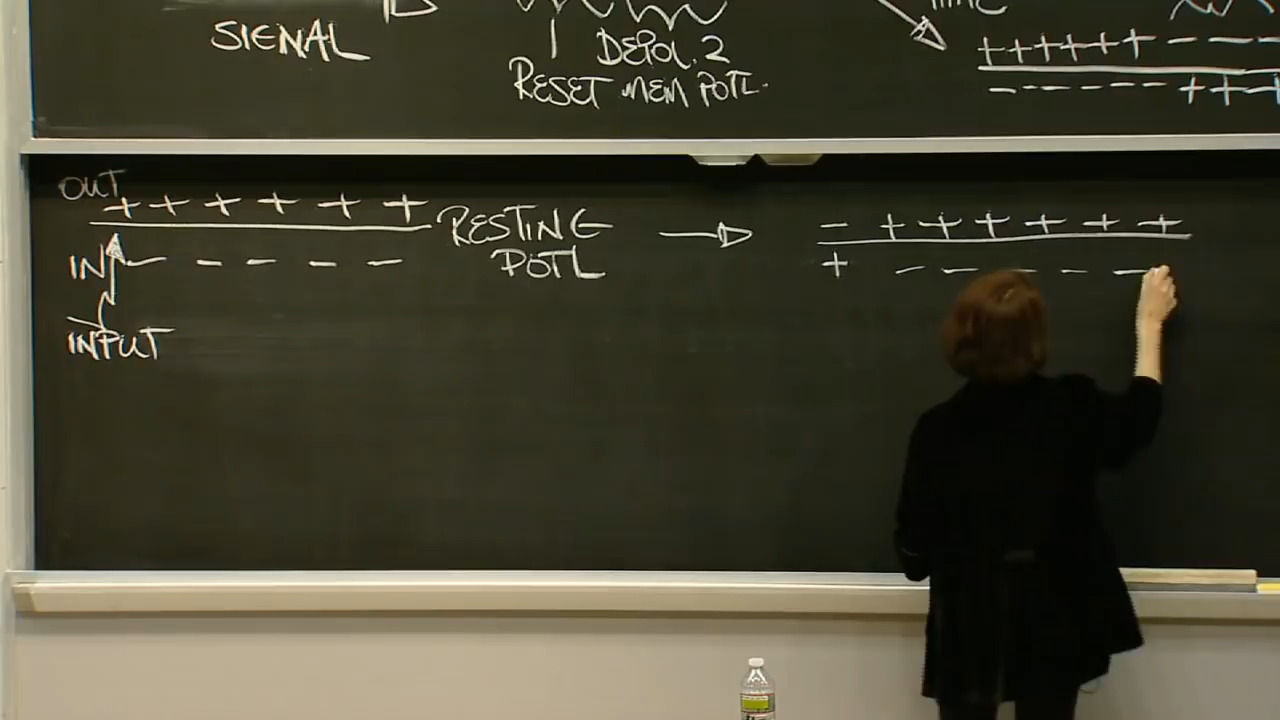 SIGNAL
DEPOL. 2
RESET MEM POTL.
++++++ - - -
- - - - - - +++
OUT
+ + + + + +
RESTING
POTL
IN - - - - -
INPUT
- + + + + + +
+ - - - - -